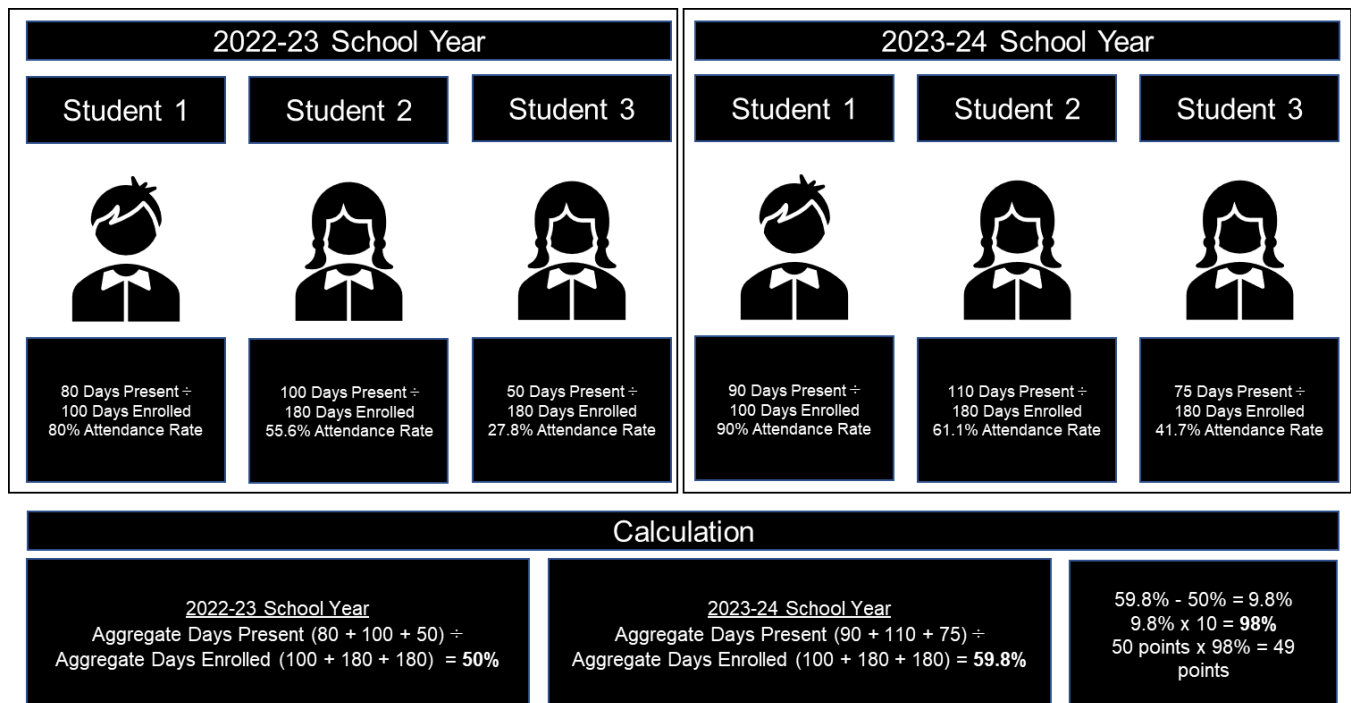 2022-23 School Year
Student 1
Student 2
Student 3
80 Days Present ÷
100 Days Enrolled
80% Attendance Rate
100 Days Present ÷
180 Days Enrolled
55.6% Attendance Rate
50 Days Present ÷
180 Days Enrolled
27.8% Attendance Rate
2023-24 School Year
Student 1
Student 2
Student 3
90 Days Present ÷
100 Days Enrolled
90% Attendance Rate
110 Days Present ÷
180 Days Enrolled
61.1% Attendance Rate
75 Days Present ÷
180 Days Enrolled
41.7% Attendance Rate
Calculation
2022-23 School Year
Aggregate Days Present (80 + 100 + 50) ÷
Aggregate Days Enrolled (100 + 180 + 180) = 50%
2023-24 School Year
Aggregate Days Present (90 + 110 + 75) ÷
Aggregate Days Enrolled (100 + 180 + 180) = 59.8%
59.8% - 50% = 9.8%
9.8% x 10 = 98%
50 points x 98% = 49
points